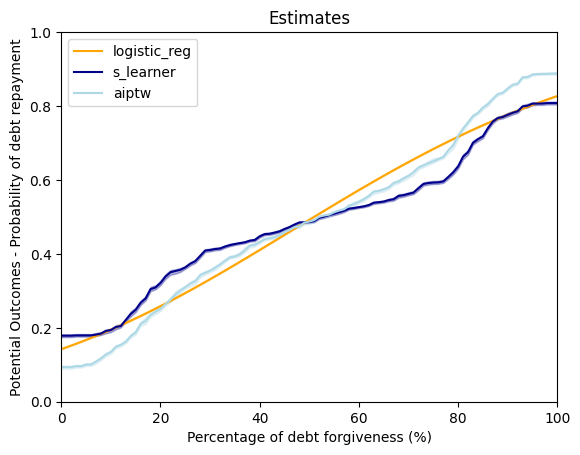 Estimates
Potential Outcomes - Probability of debt repayment
1.0
0.8
0.6
0.4
0.2
0.0
logistic_reg
s_learner
aiptw
0 20 40 60 80 100
Percentage of debt forgiveness (%)